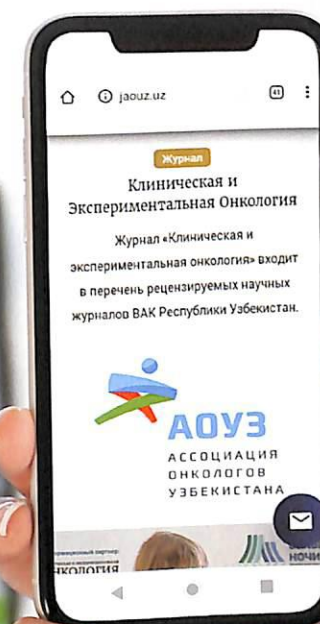 jaouz.uz
41
Журнал
Клиническая и
Экспериментальная Онкология
Журнал «Клиническая и
экспериментальная онкология» входит
в перечень рецензируемых научных
журналов ВАК Республики Узбекистан.
АОУЗ
АССОЦИАЦИЯ
ОНКОЛОГОВ
УЗБЕКИСТАНА